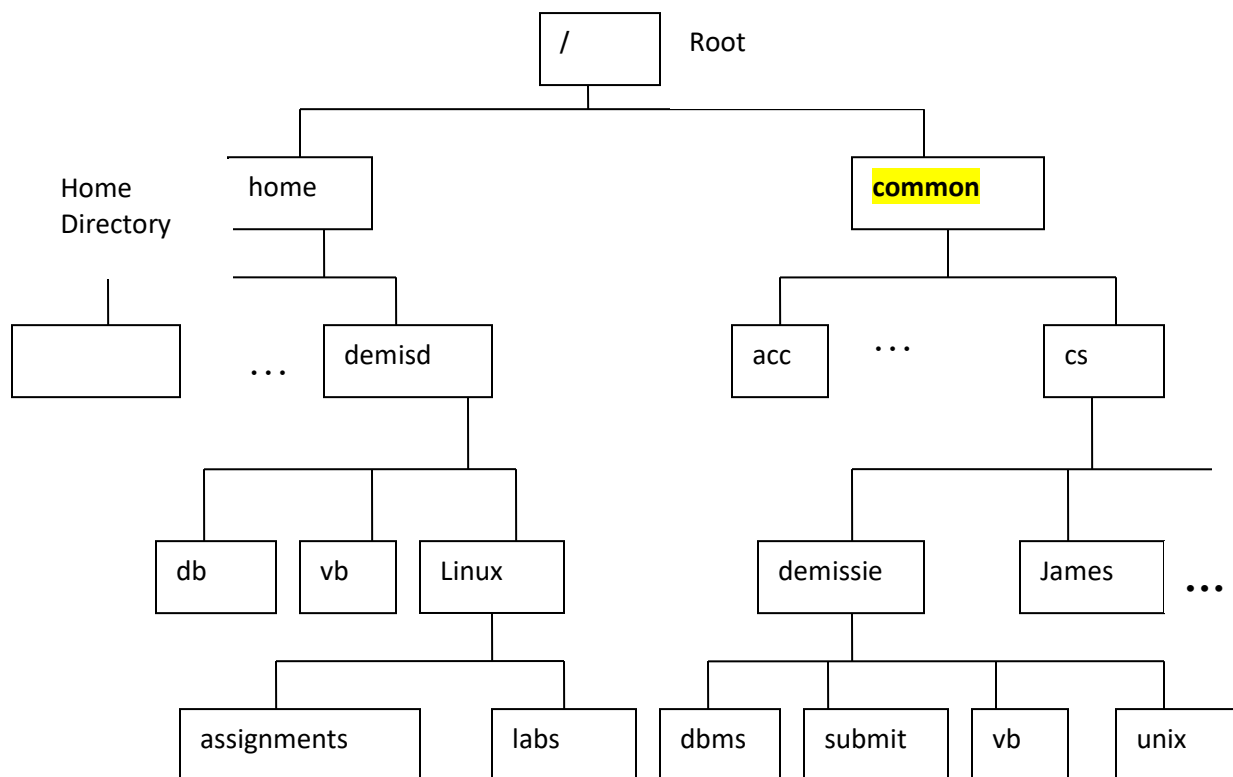 / Root
Home
Directory
home
common
...
demisd
acc
...
cs
db
vb
Linux
demissie
James
...
assignments
labs
dbms
submit
vb
unix